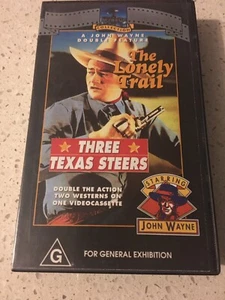 COLLECTION
A JOHN WAYNE
DOUBLE FEATURE
The
Lonely
Trail
THREE
TEXAS STEERS
DOUBLE THE ACTION
TWO WESTERNS ON
ONE VIDEOCASSETTE
STARRING
JOHN WAYNE
G
FOR GENERAL EXHIBITION